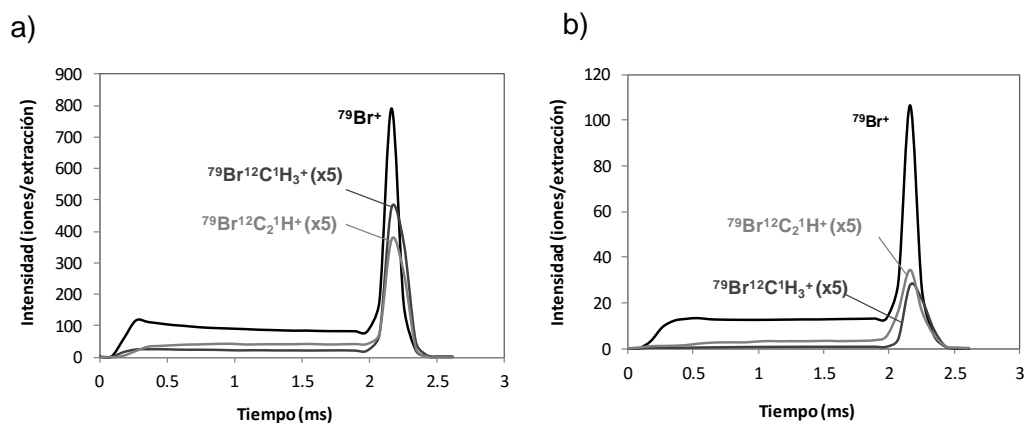 a)
Intensidad (iones/extracción)
900
800
700
600
500
400
300
200
100
0
⁷⁹Br⁺
⁷⁹Br¹²C¹H₃⁺ (x5)
⁷⁹Br¹²C₂¹H⁺ (x5)
0 0.5 1 1.5 2 2.5 3
Tiempo (ms)
b)
Intensidad (iones/extracción)
120
100
80
60
40
20
0
⁷⁹Br⁺
⁷⁹Br¹²C₂¹H⁺ (x5)
⁷⁹Br¹²C¹H₃⁺ (x5)
0 0.5 1 1.5 2 2.5 3
Tiempo (ms)